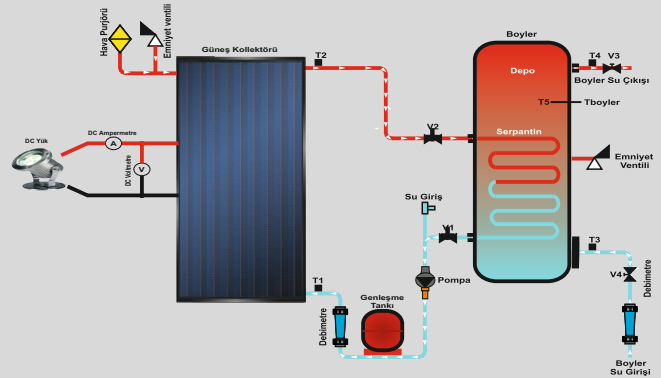 Hava Purjörü
Emniyet ventili
Güneş Kollektörü
T2
Boyler
T4
V3
Depo
Boyler Su Çıkışı
T5
Tboyler
V2
Serpantin
DC Ampermetre
A
DC Yük
DC Voltmetre
V
Emniyet
Ventili
Su Giriş
V1
T3
T1
Pompa
V4
Debimetre
Genleşme
Tankı
Debimetre
Boyler
Su Girişi